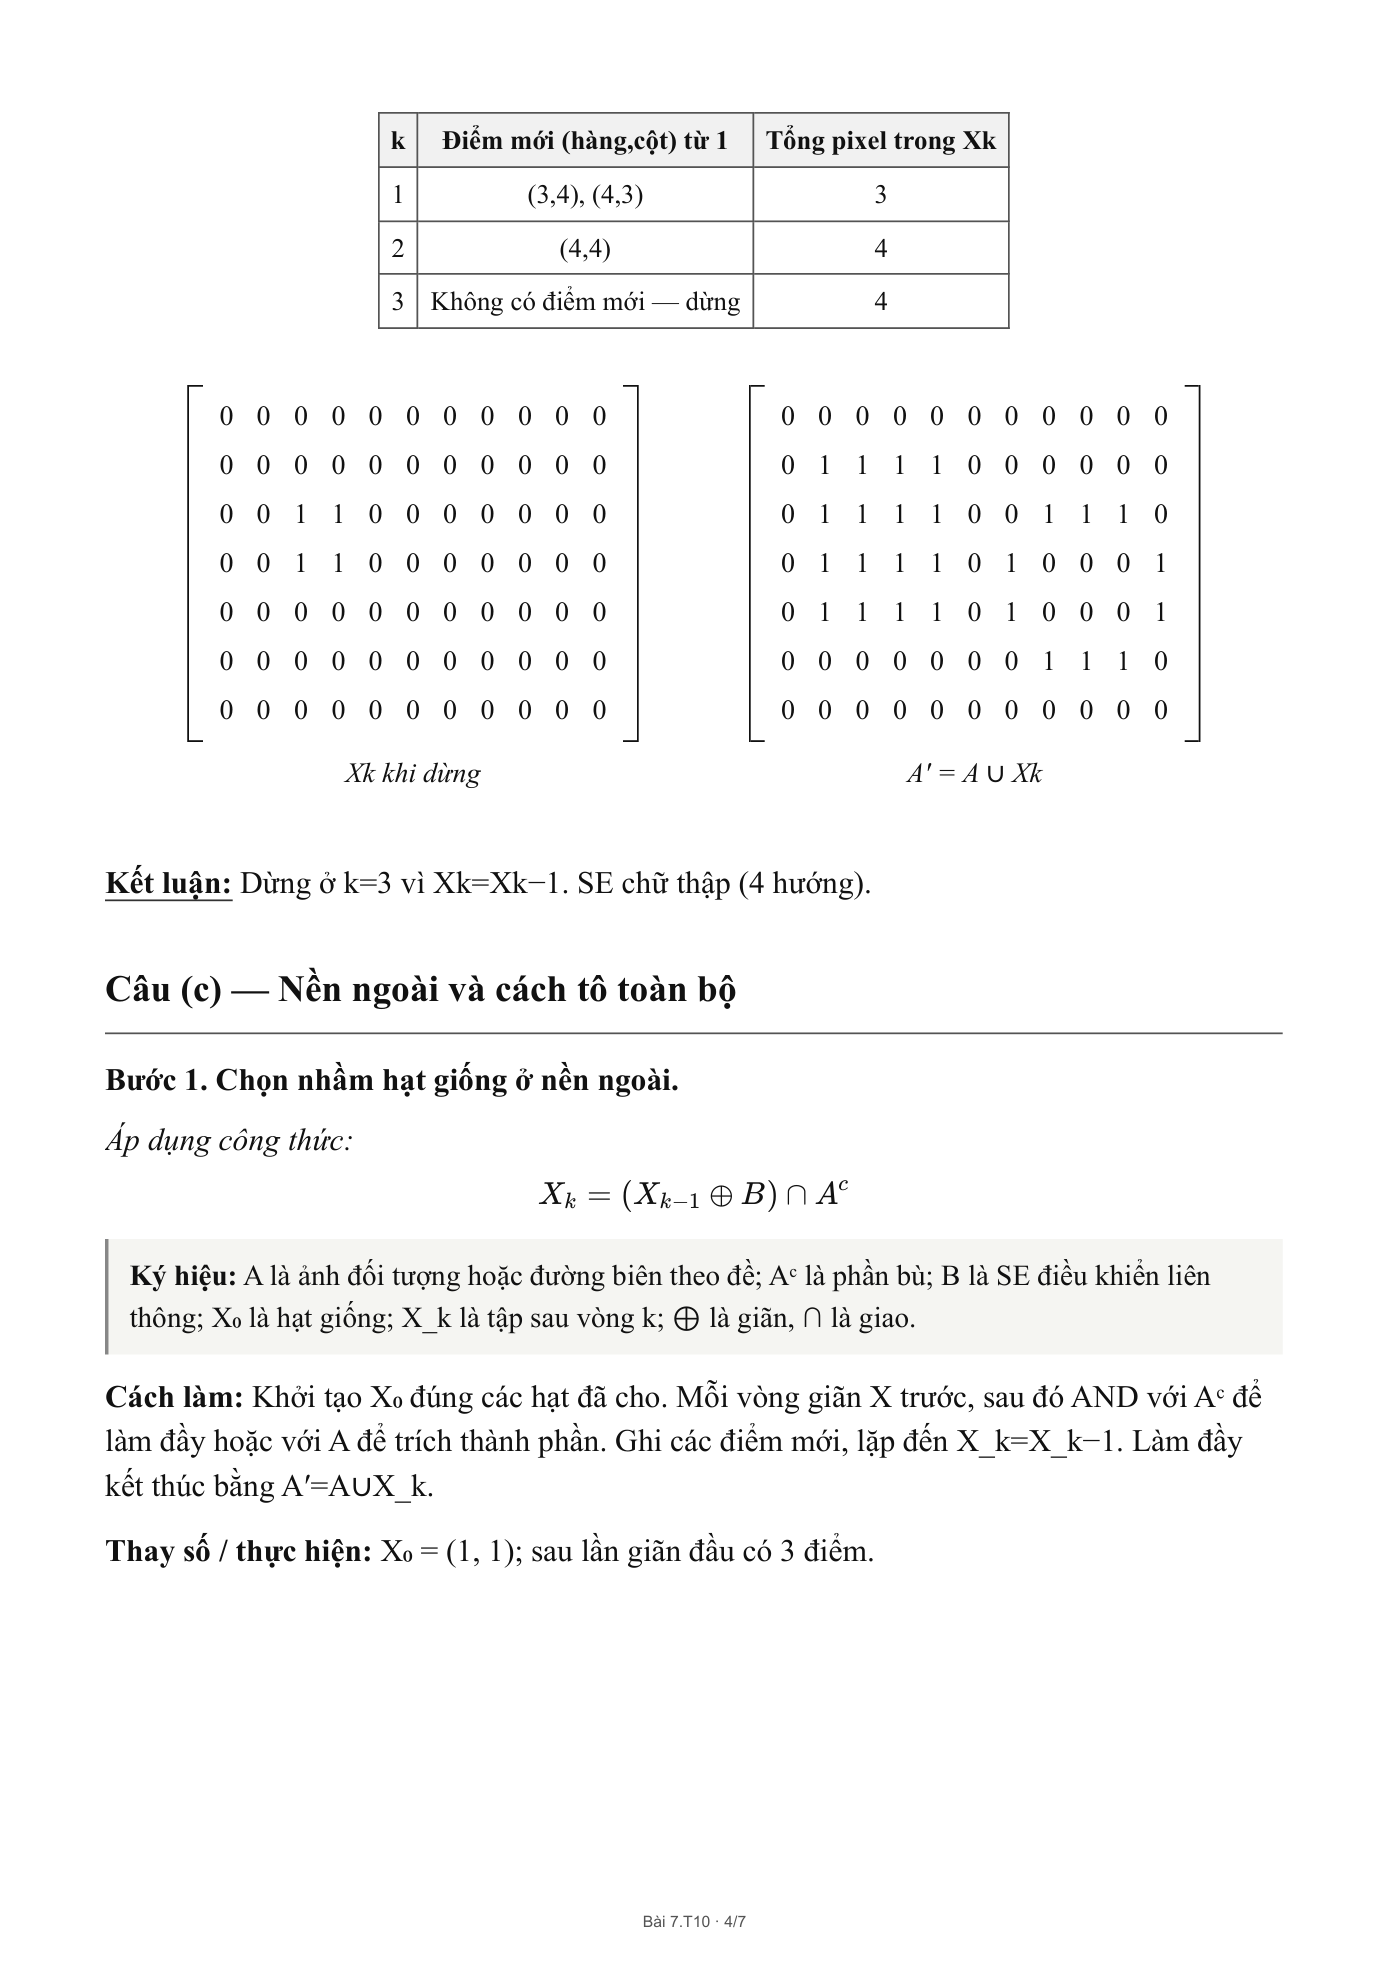 k Điểm mới (hàng,cột) từ 1 Tổng pixel trong Xk
1 (3,4), (4,3) 3
2 (4,4) 4
3 Không có điểm mới — dừng 4
0 0 0 0 0 0 0 0 0 0 0
0 0 0 0 0 0 0 0 0 0 0
0 0 1 1 0 0 0 0 0 0 0
0 0 1 1 0 0 0 0 0 0 0
0 0 0 0 0 0 0 0 0 0 0
0 0 0 0 0 0 0 0 0 0 0
0 0 0 0 0 0 0 0 0 0 0
Xk khi dừng
0 0 0 0 0 0 0 0 0 0 0
0 1 1 1 1 0 0 0 0 0 0
0 1 1 1 1 0 0 1 1 1 0
0 1 1 1 1 0 1 0 0 0 1
0 1 1 1 1 0 1 0 0 0 1
0 0 0 0 0 0 0 1 1 1 0
0 0 0 0 0 0 0 0 0 0 0
A′ = A ∪ Xk
Kết luận: Dừng ở k=3 vì Xk=Xk−1. SE chữ thập (4 hướng).
Câu (c) — Nền ngoài và cách tô toàn bộ
Bước 1. Chọn nhầm hạt giống ở nền ngoài.
Áp dụng công thức:
Xₖ = (Xₖ₋₁ ⊕ B) ∩ Aᶜ
Ký hiệu: A là ảnh đối tượng hoặc đường biên theo đề; Aᶜ là phần bù; B là SE điều khiển liên
thông; X₀ là hạt giống; X_k là tập sau vòng k; ⊕ là giãn, ∩ là giao.
Cách làm: Khởi tạo X₀ đúng các hạt đã cho. Mỗi vòng giãn X trước, sau đó AND với Aᶜ để
làm đầy hoặc với A để trích thành phần. Ghi các điểm mới, lặp đến X_k=X_k−1. Làm đầy
kết thúc bằng A′=A∪X_k.
Thay số / thực hiện: X₀ = (1, 1); sau lần giãn đầu có 3 điểm.
Bài 7.T10 · 4/7